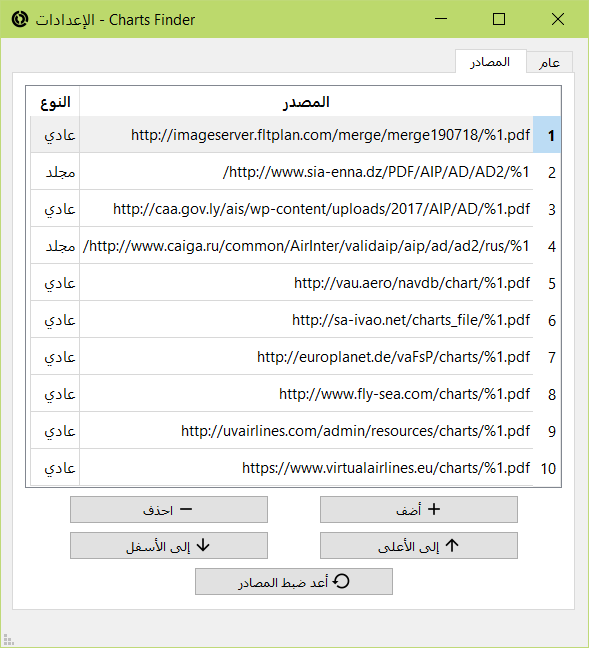 الإعدادات - Charts Finder
عام
المصادر
المصدر النوع
1 http://imageserver.fltplan.com/merge/merge190718/%1.pdf عادي
2 /http://www.sia-enna.dz/PDF/AIP/AD/AD2/%1 مجلد
3 http://caa.gov.ly/ais/wp-content/uploads/2017/AIP/AD/%1.pdf عادي
4 /http://www.caiga.ru/common/AirInter/validaip/aip/ad/ad2/rus/%1 مجلد
5 http://vau.aero/navdb/chart/%1.pdf عادي
6 http://sa-ivao.net/charts_file/%1.pdf عادي
7 http://europlanet.de/vaFsP/charts/%1.pdf عادي
8 http://www.fly-sea.com/charts/%1.pdf عادي
9 http://uvairlines.com/admin/resources/charts/%1.pdf عادي
10 https://www.virtualairlines.eu/charts/%1.pdf عادي
أضف
احذف
إلى الأعلى
إلى الأسفل
أعد ضبط المصادر